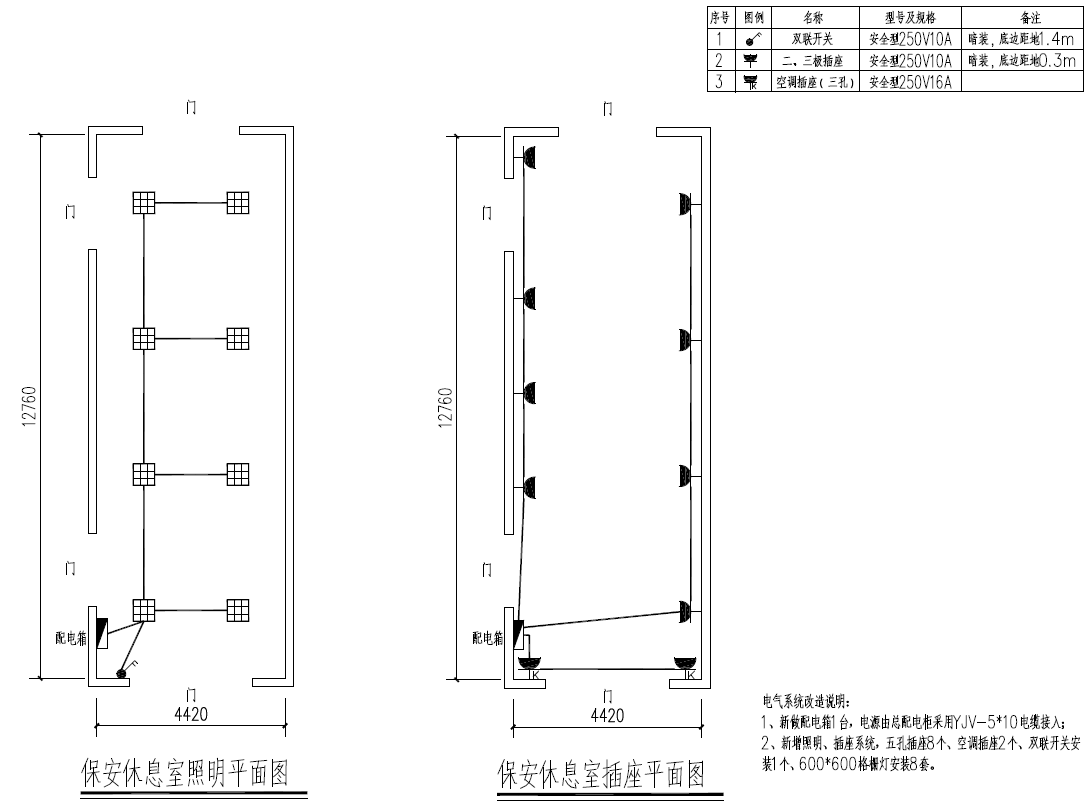 序号 图例 名称 型号及规格 备注
1 双联开关 安全型250V10A 暗装，底边距地1.4m
2 二、三极插座 安全型250V10A 暗装，底边距地0.3m
3 K 空调插座（三孔） 安全型250V16A
门
门
门
门
12760
配电箱
门
4420
保安休息室照明平面图
门
门
门
12760
配电箱
K
K
门
4420
保安休息室插座平面图
电气系统改造说明：
1、新做配电箱1台，电源由总配电柜采用YJV-5*10电缆接入；
2、新增照明、插座系统，五孔插座8个、空调插座2个、双联开关安
装1个、600*600格栅灯安装8套。